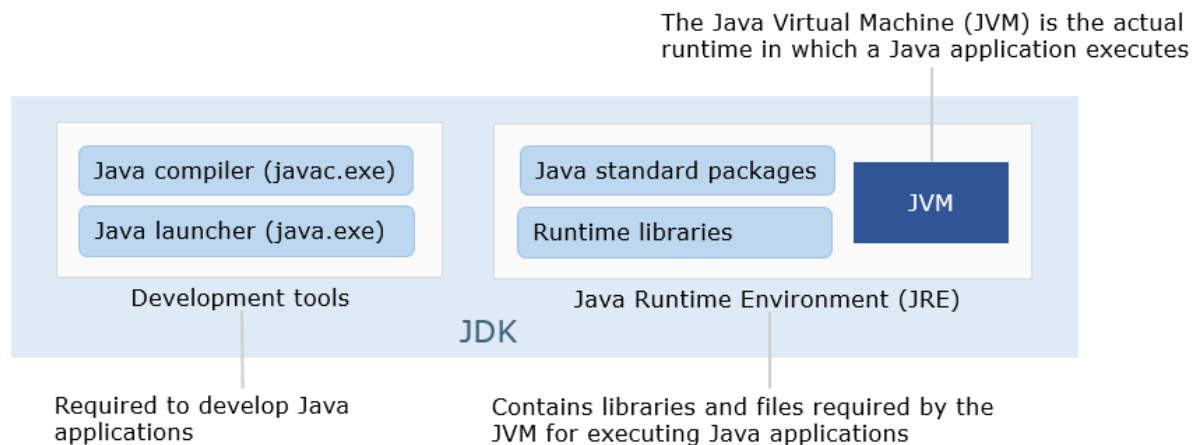 The Java Virtual Machine (JVM) is the actual
runtime in which a Java application executes
Java compiler (javac.exe)
Java launcher (java.exe)
Development tools
Java standard packages
Runtime libraries
JVM
Java Runtime Environment (JRE)
JDK
Required to develop Java
applications
Contains libraries and files required by the
JVM for executing Java applications